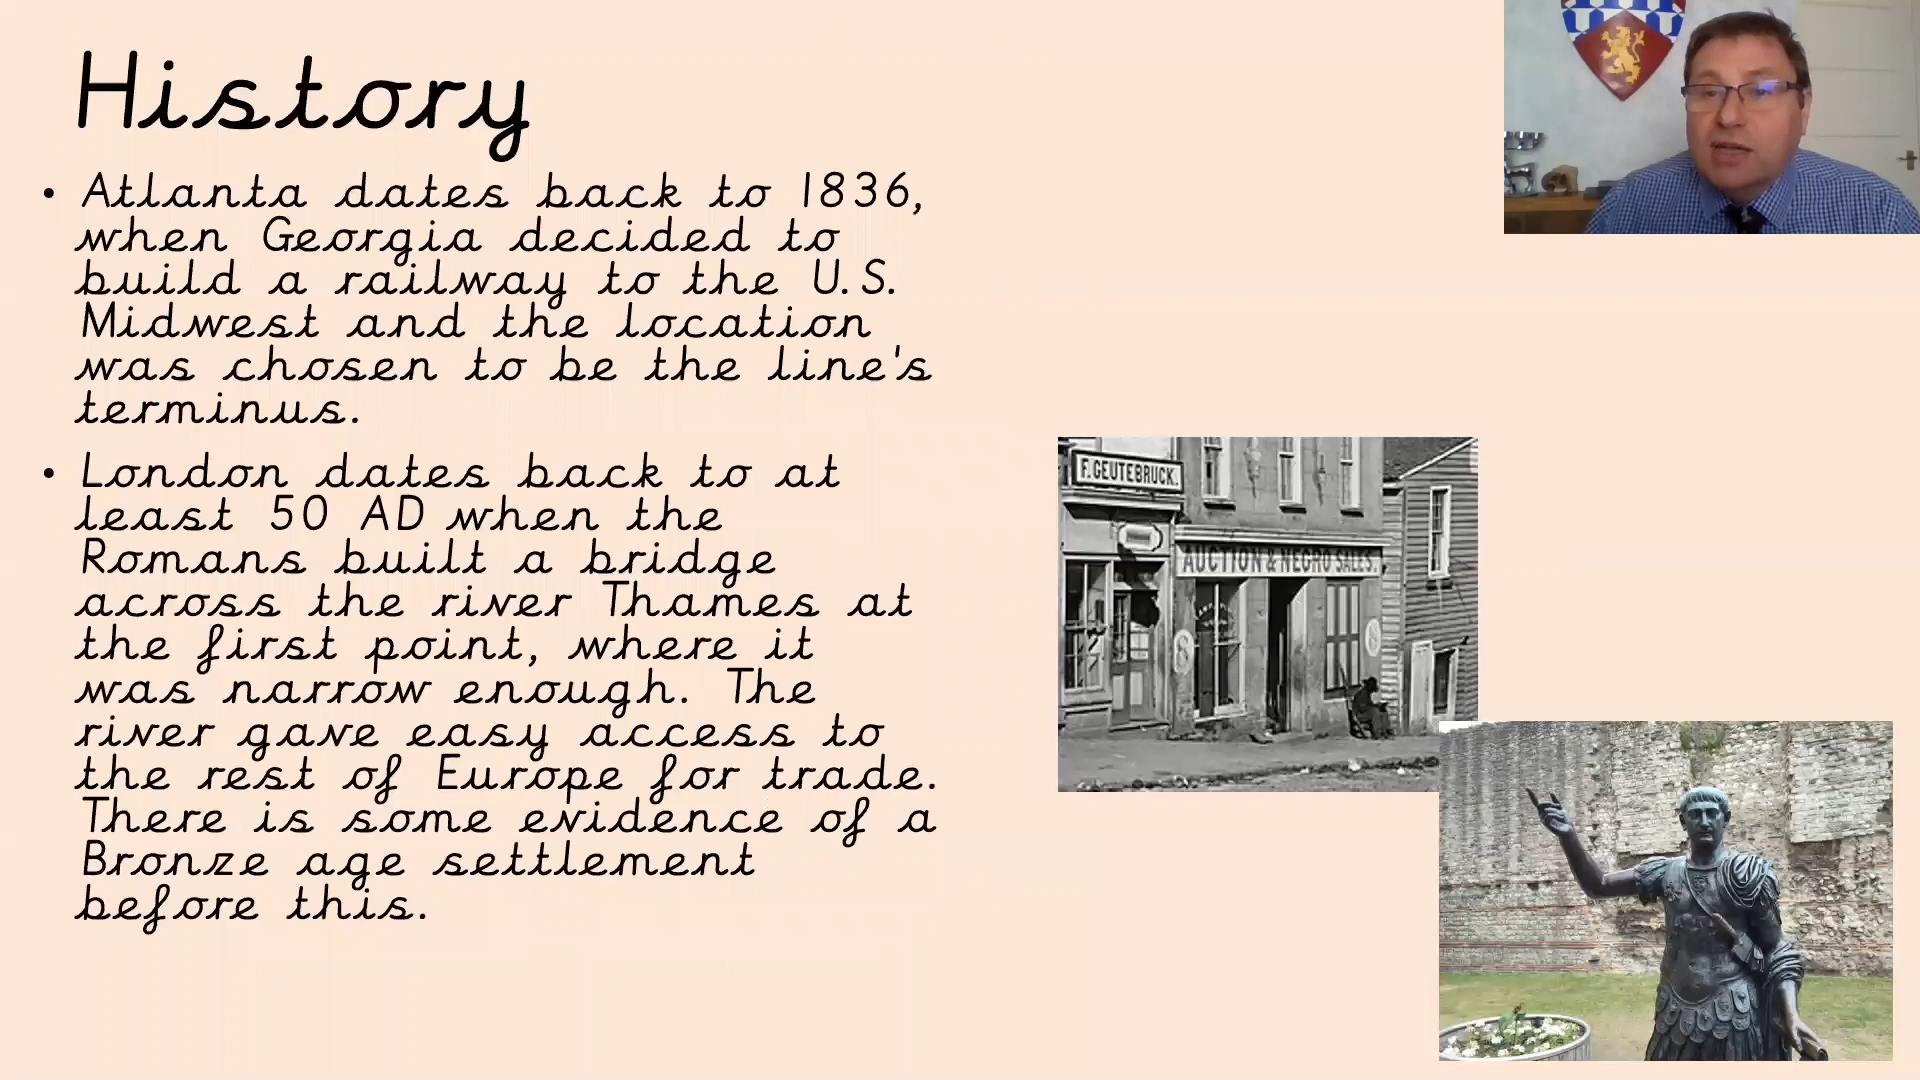 History
• Atlanta dates back to 1836,
when Georgia decided to
build a railway to the U.S.
Midwest and the location
was chosen to be the line's
terminus.
• London dates back to at
least 50 AD when the
Romans built a bridge
across the river Thames at
the first point, where it
was narrow enough. The
river gave easy access to
the rest of Europe for trade.
There is some evidence of a
Bronze age settlement
before this.
F. GEUTEBRUCK.
AUCTION & NEGRO SALES.